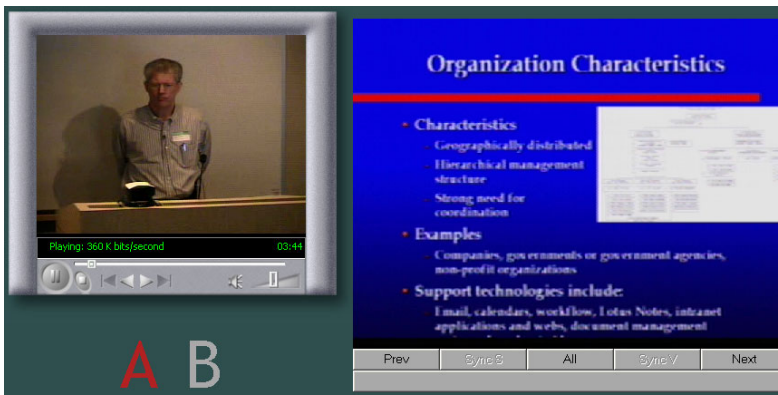 Playing: 360 K bits/second 03:44
A B
Organization Characteristics
• Characteristics
- Geographically distributed
- Hierarchical management
structure
- Strong need for
coordination
• Examples
- Companies, governments or government agencies,
non-profit organizations
• Support technologies include:
- Email, calendars, workflow, Lotus Notes, intranet
applications and webs, document management
Prev Sync S All Sync V Next